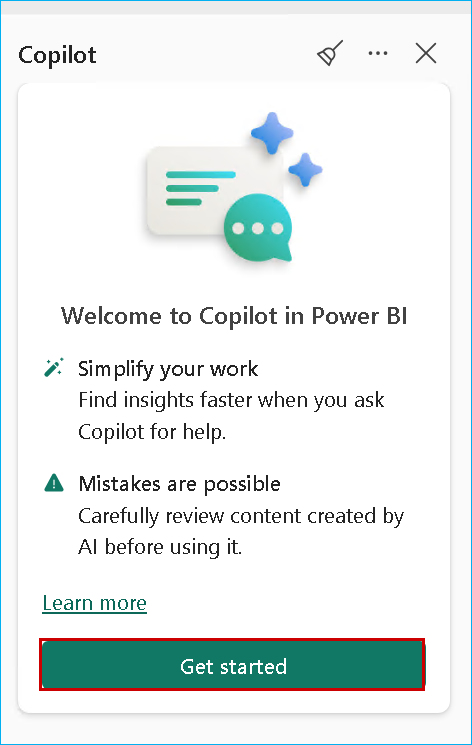 Copilot
Welcome to Copilot in Power BI
Simplify your work
Find insights faster when you ask
Copilot for help.
Mistakes are possible
Carefully review content created by
AI before using it.
Learn more
Get started